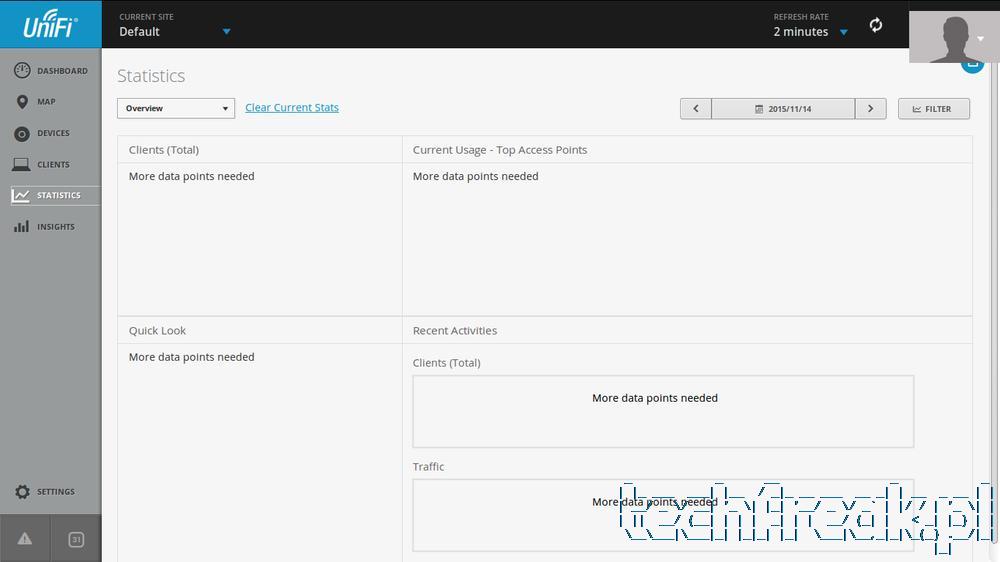 UniFi
CURRENT SITE
Default
REFRESH RATE
2 minutes
DASHBOARD
MAP
DEVICES
CLIENTS
STATISTICS
INSIGHTS
SETTINGS
31
Statistics
Overview
Clear Current Stats
2015/11/14
FILTER
Clients (Total)
Current Usage - Top Access Points
More data points needed
More data points needed
Quick Look
Recent Activities
More data points needed
Clients (Total)
More data points needed
Traffic
More data points needed
techfreak.pl